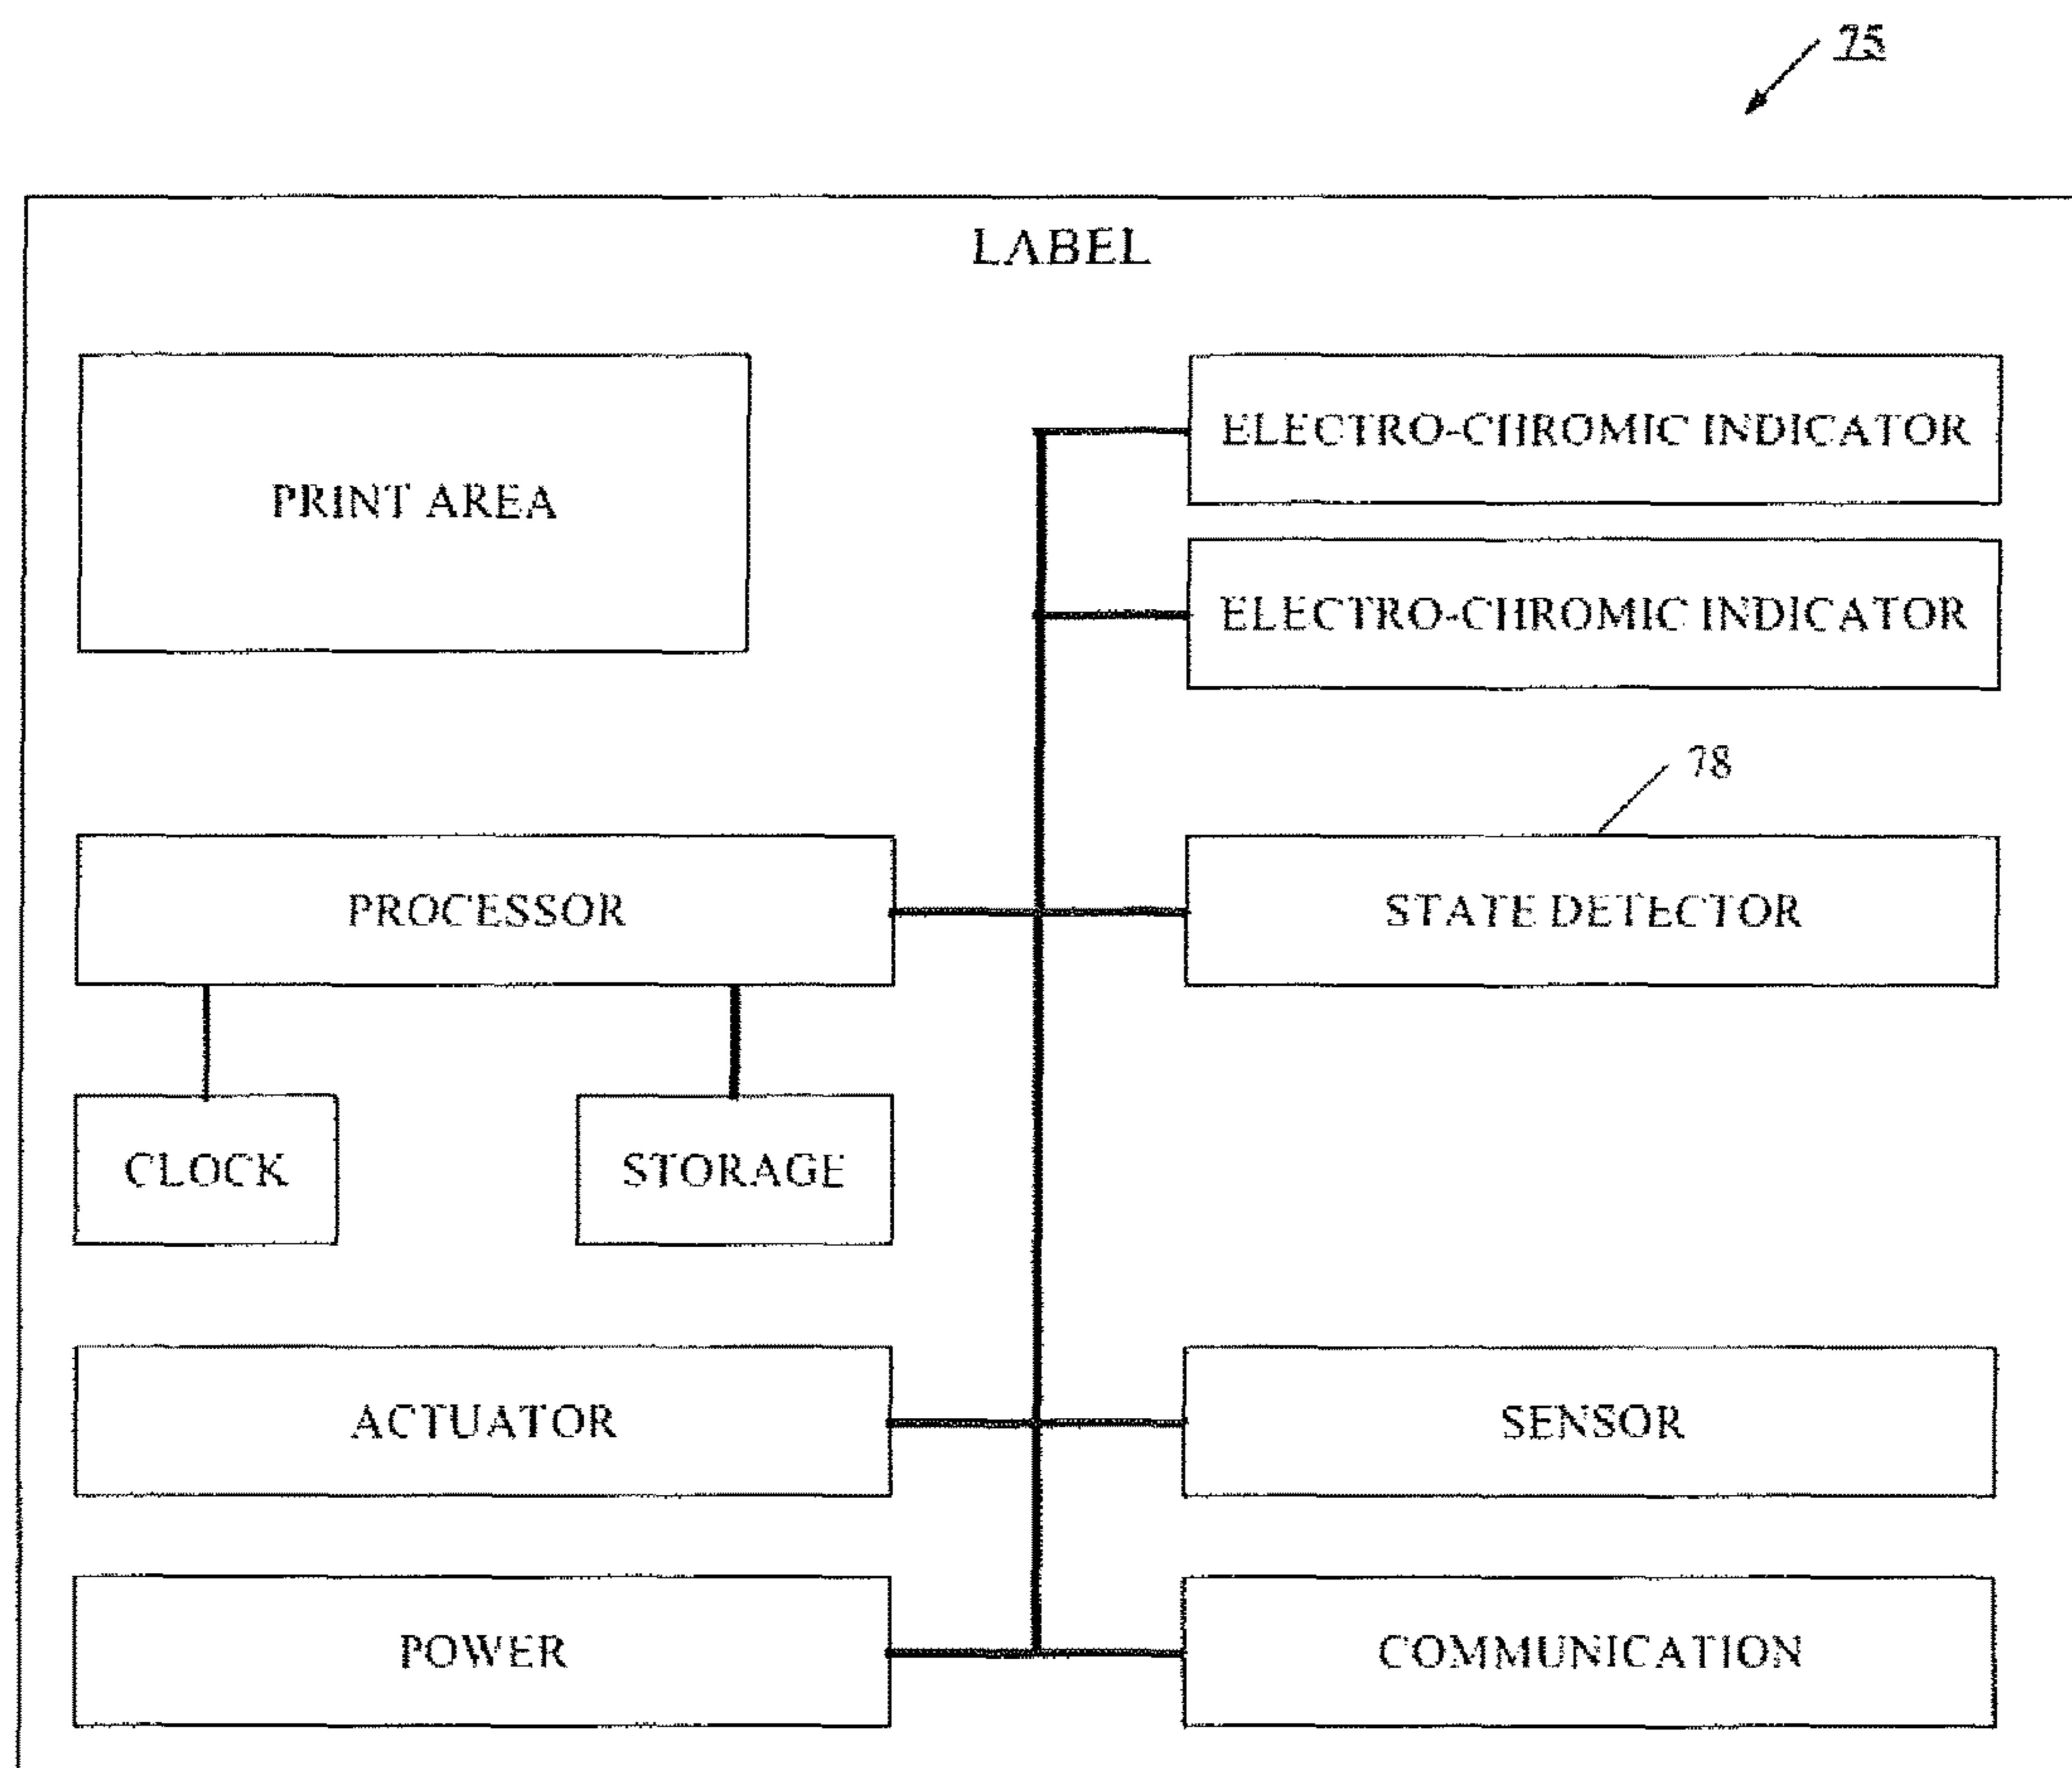 75
LABEL
PRINT AREA
ELECTRO-CHROMIC INDICATOR
ELECTRO-CHROMIC INDICATOR
78
PROCESSOR
STATE DETECTOR
CLOCK
STORAGE
ACTUATOR
SENSOR
POWER
COMMUNICATION